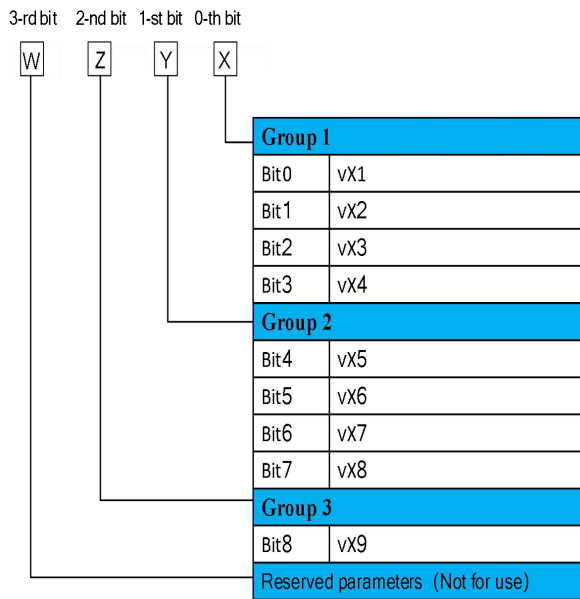 3-rd bit 2-nd bit 1-st bit 0-th bit
W Z Y X
Group 1
Bit0 vX1
Bit1 vX2
Bit2 vX3
Bit3 vX4
Group 2
Bit4 vX5
Bit5 vX6
Bit6 vX7
Bit7 vX8
Group 3
Bit8 vX9
Reserved parameters (Not for use)